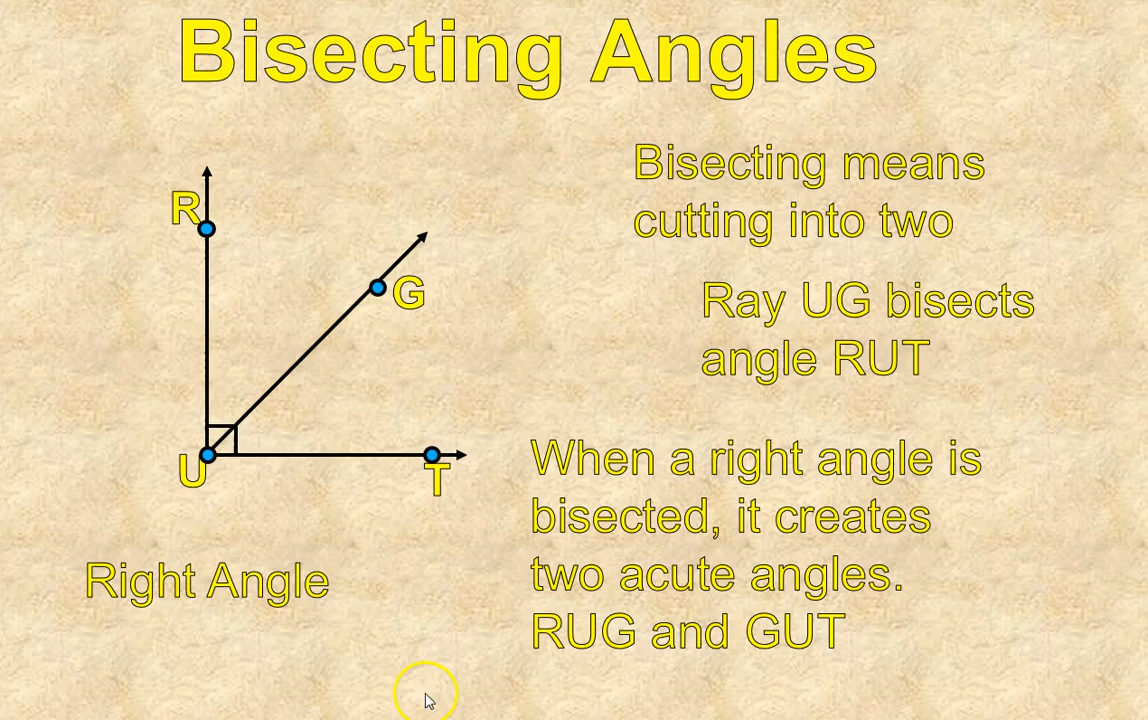 Bisecting Angles
Bisecting means
cutting into two
R
G
Ray UG bisects
angle RUT
U
T
When a right angle is
bisected, it creates
two acute angles.
RUG and GUT
Right Angle